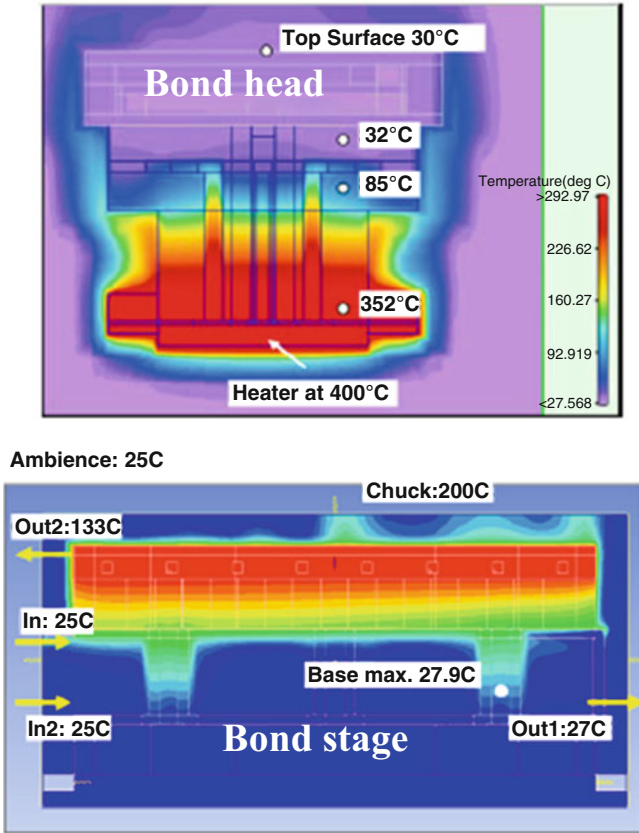 Top Surface 30°C
Bond head
32°C
85°C
Temperature(deg C)
>292.97
226.62
160.27
92.919
<27.568
352°C
Heater at 400°C
Ambience: 25C
Chuck:200C
Out2:133C
In: 25C
Base max. 27.9C
In2: 25C
Out1:27C
Bond stage